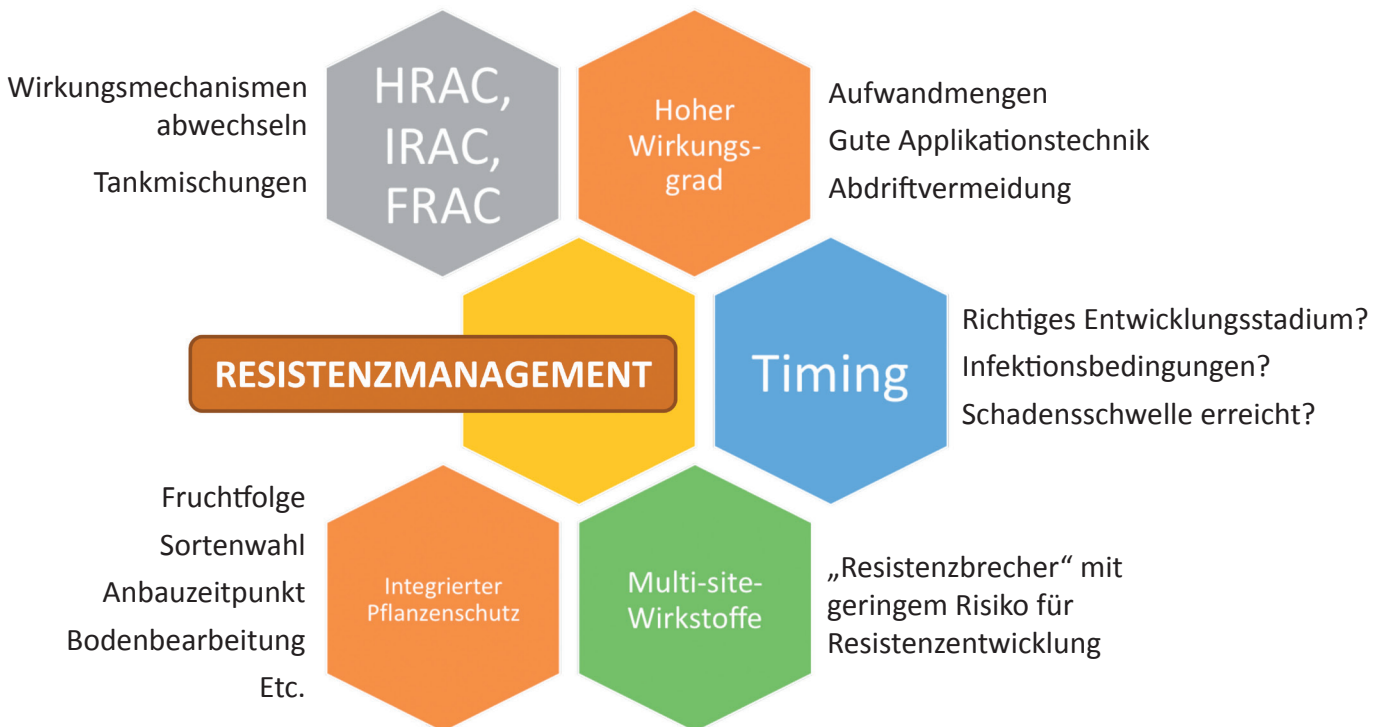 Wirkungsmechanismen
abwechseln
Tankmischungen
HRAC,
IRAC,
FRAC
Hoher
Wirkungs-
grad
Aufwandmengen
Gute Applikationstechnik
Abdriftvermeidung
RESISTENZMANAGEMENT
Timing
Richtiges Entwicklungsstadium?
Infektionsbedingungen?
Schadensschwelle erreicht?
Fruchtfolge
Sortenwahl
Anbauzeitpunkt
Bodenbearbeitung
Etc.
Integrierter
Pflanzenschutz
Multi-site-
Wirkstoffe
„Resistenzbrecher“ mit
geringem Risiko für
Resistenzentwicklung